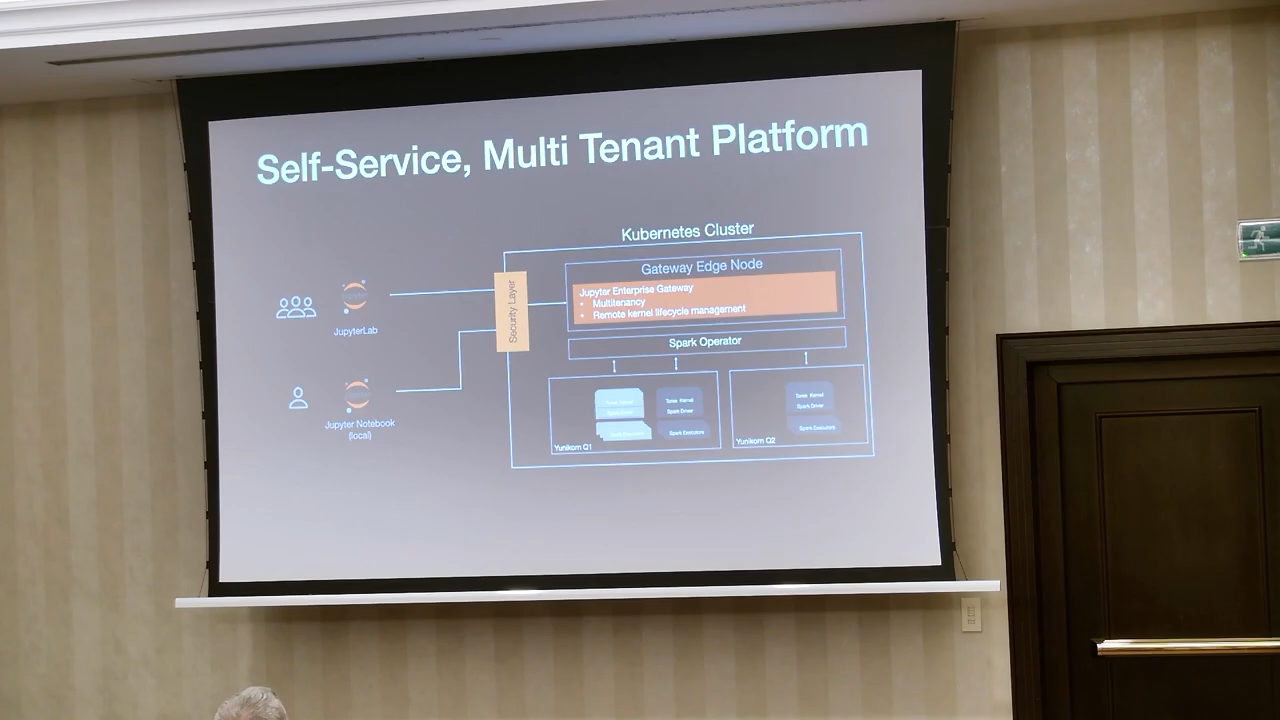 Self-Service, Multi Tenant Platform
Kubernetes Cluster
Gateway Edge Node
Jupyter Enterprise Gateway
• Multitenancy
• Remote kernel lifecycle management
Security Layer
JupyterLab
Spark Operator
Jupyter Notebook
(local)
Spark Driver
Yunikorn Q1
Toree Kernel
Spark Driver
Spark Executors
Toree Kernel
Spark Driver
Spark Executors
Yunikorn Q2